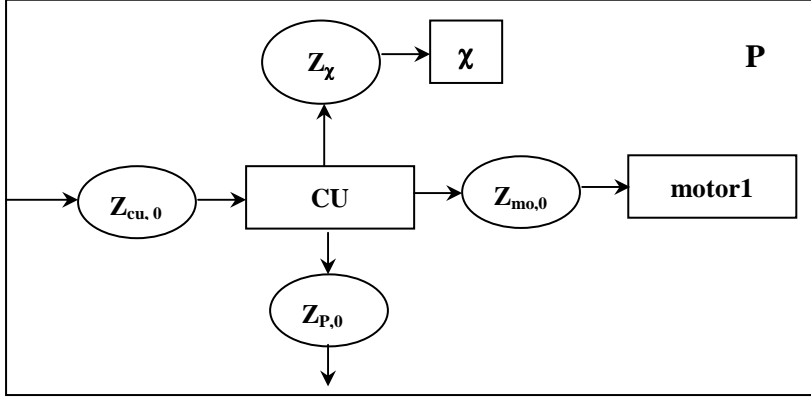 Zχ
χ
P
Zcu, 0
CU
Zmo,0
motor1
ZP,0